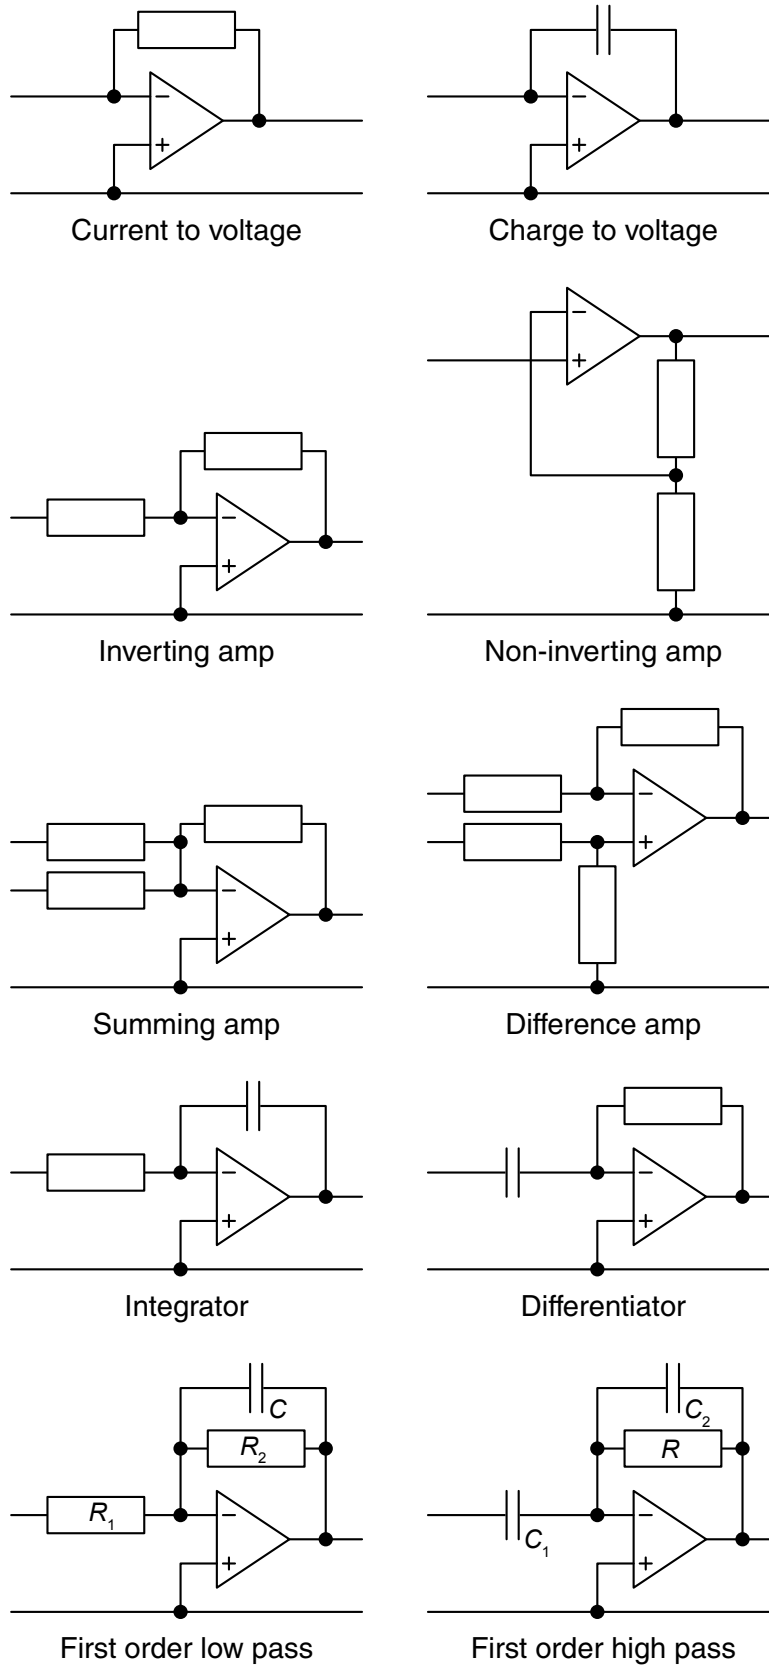 −
+
Current to voltage
−
+
Charge to voltage
−
+
Inverting amp
−
+
Non-inverting amp
−
+
Summing amp
−
+
Difference amp
−
+
Integrator
−
+
Differentiator
C
R₂
R₁
−
+
First order low pass
C₂
R
C₁
−
+
First order high pass